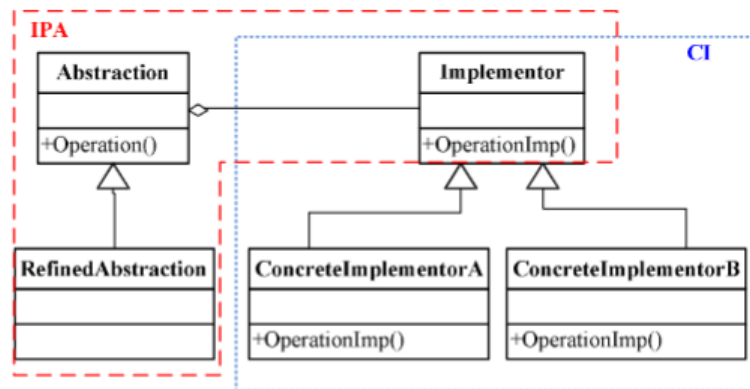 IPA
CI
Abstraction
Implementor
+Operation()
+OperationImp()
RefinedAbstraction
ConcreteImplementorA
ConcreteImplementorB
+OperationImp()
+OperationImp()